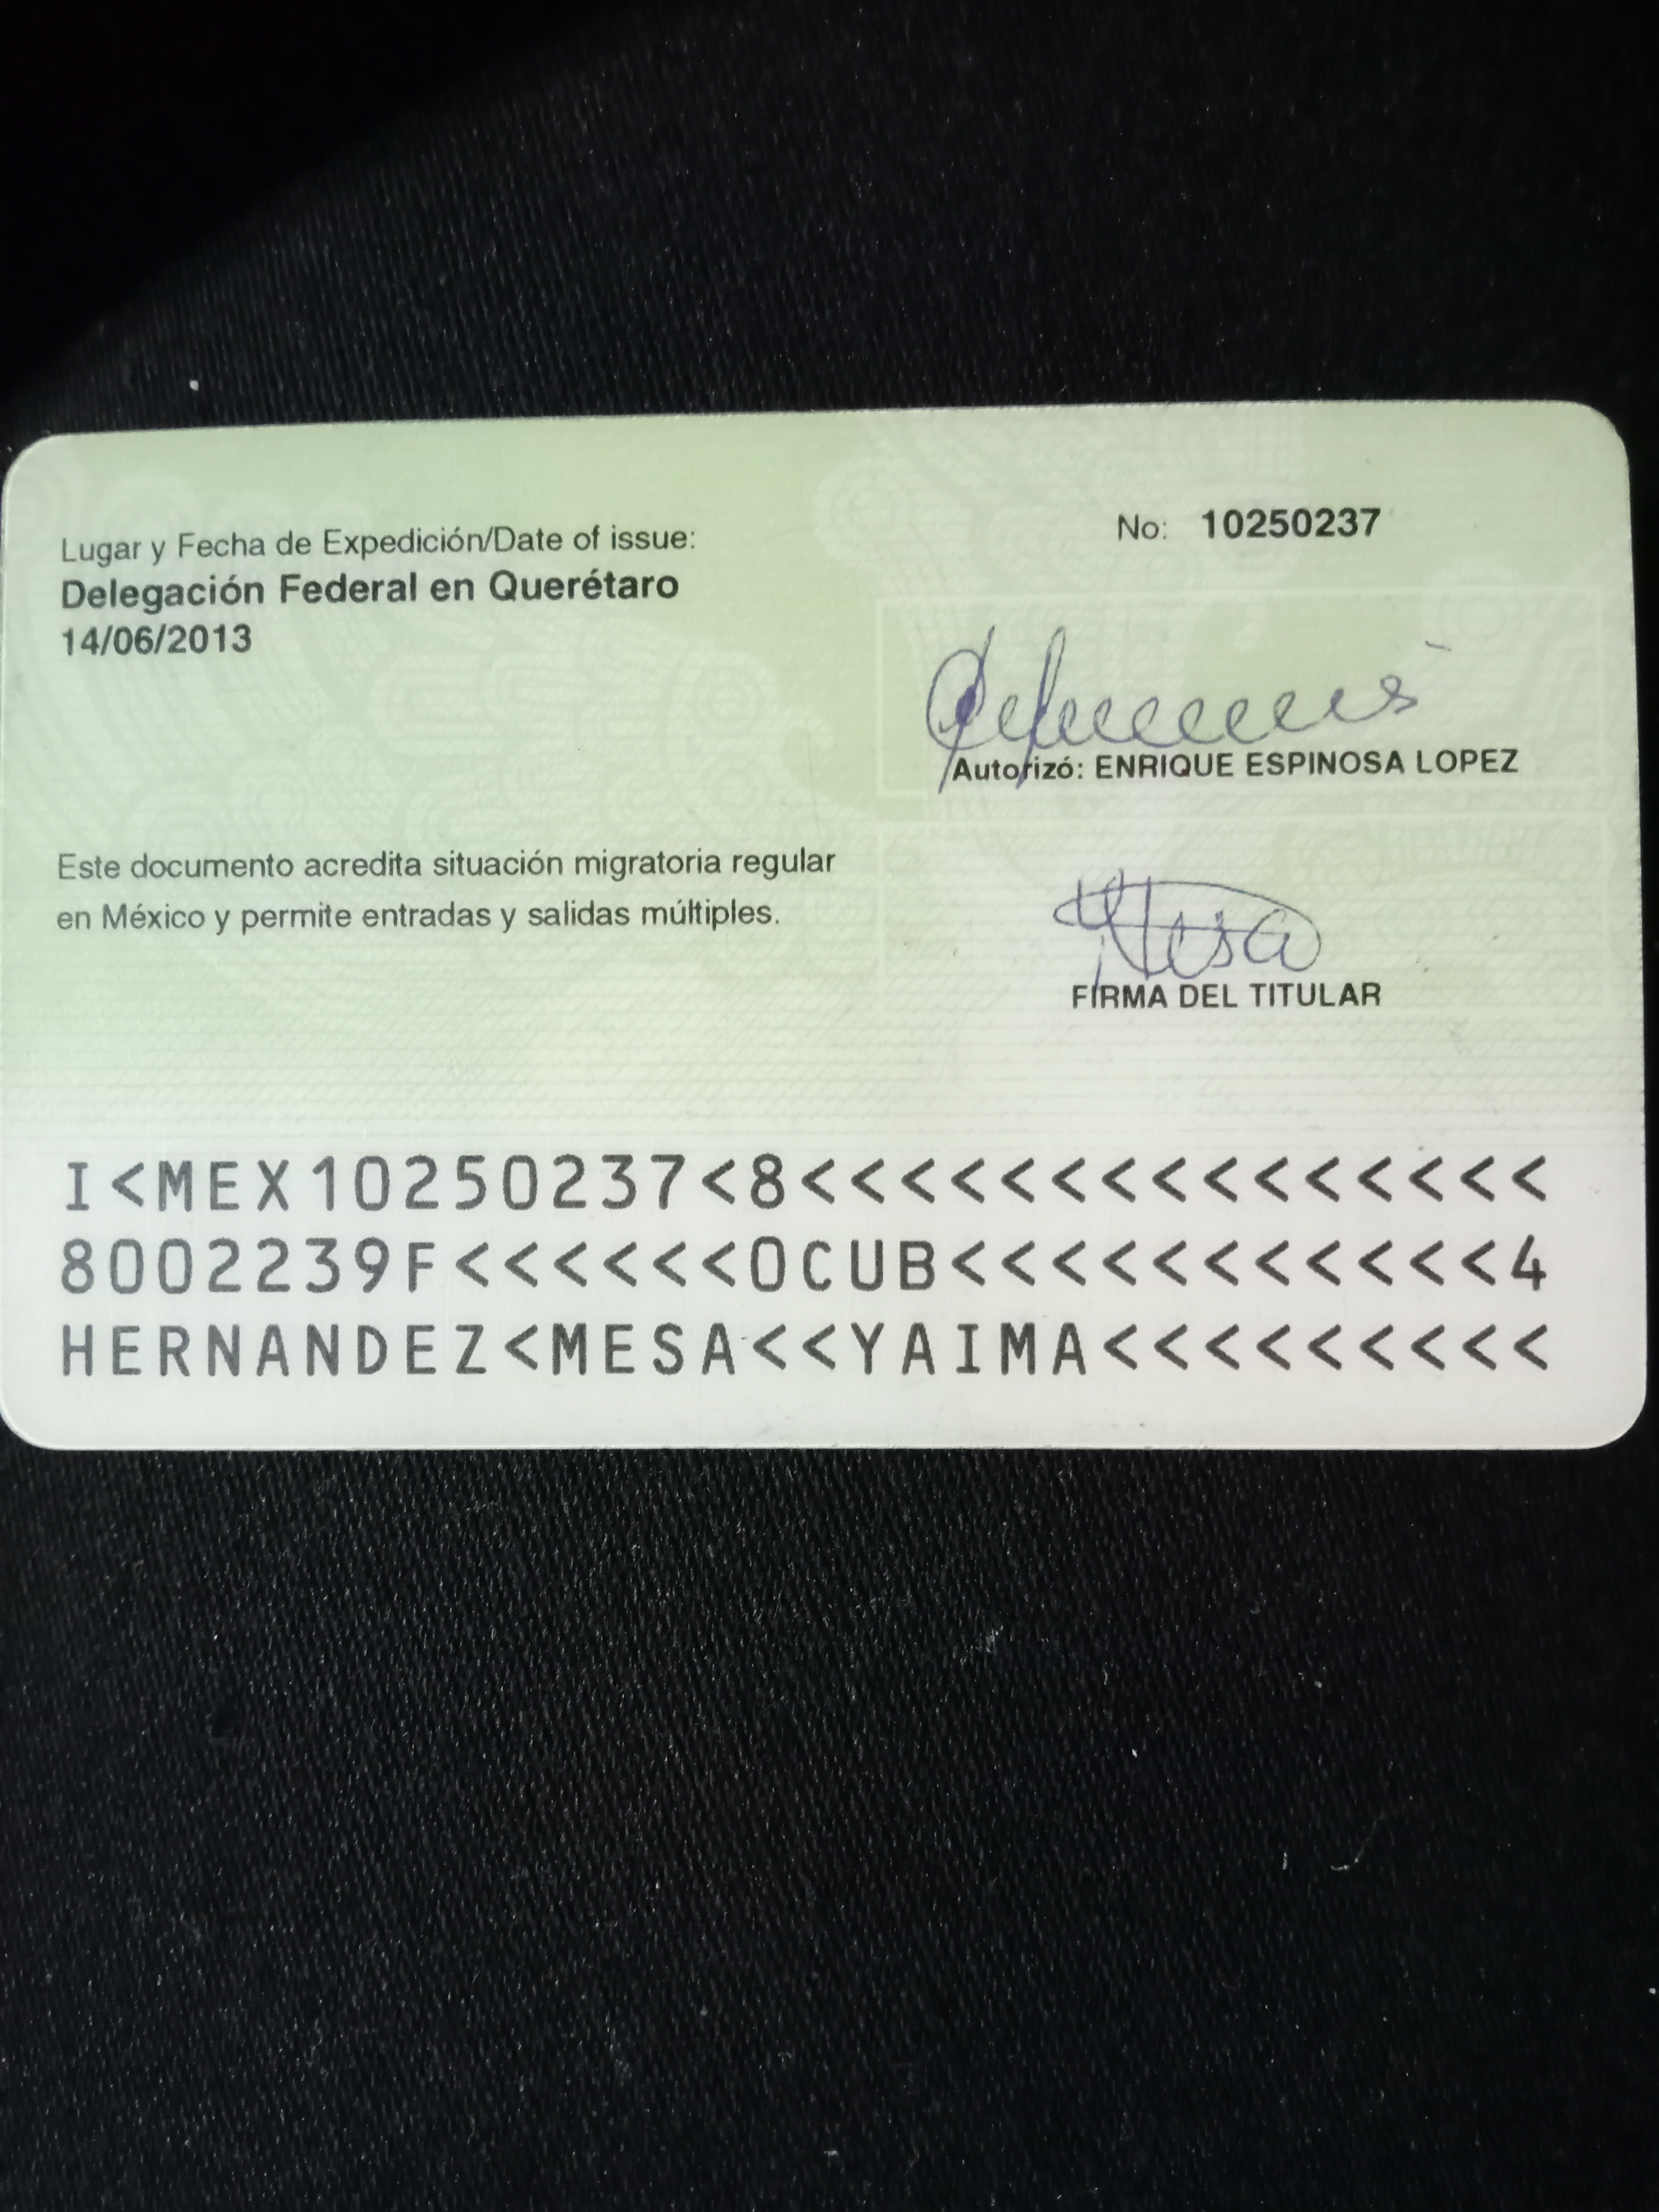 Lugar y Fecha de Expedición/Date of issue:
Delegación Federal en Querétaro
14/06/2013
No: 10250237
Autorizó: ENRIQUE ESPINOSA LOPEZ
Este documento acredita situación migratoria regular
en México y permite entradas y salidas múltiples.
FIRMA DEL TITULAR
I<MEX10250237<8<<<<<<<<<<<<<<<
8002239F<<<<<<0CUB<<<<<<<<<<<4
HERNANDEZ<MESA<<YAIMA<<<<<<<<<